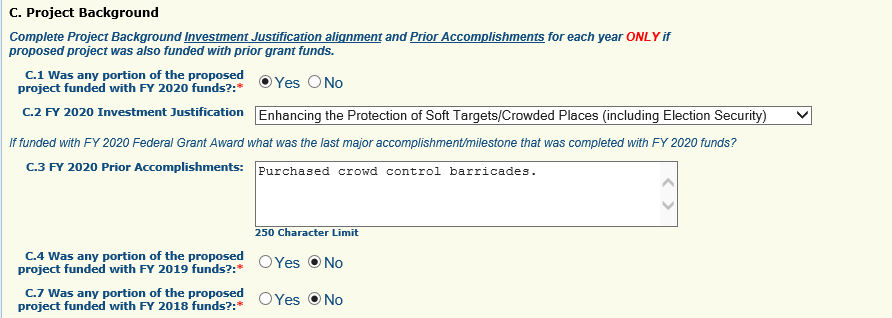 C. Project Background
Complete Project Background Investment Justification alignment and Prior Accomplishments for each year ONLY if
proposed project was also funded with prior grant funds.
C.1 Was any portion of the proposed
project funded with FY 2020 funds?:* Yes No
C.2 FY 2020 Investment Justification Enhancing the Protection of Soft Targets/Crowded Places (including Election Security)
If funded with FY 2020 Federal Grant Award what was the last major accomplishment/milestone that was completed with FY 2020 funds?
C.3 FY 2020 Prior Accomplishments: Purchased crowd control barricades.
250 Character Limit
C.4 Was any portion of the proposed
project funded with FY 2019 funds?:* Yes No
C.7 Was any portion of the proposed
project funded with FY 2018 funds?:* Yes No